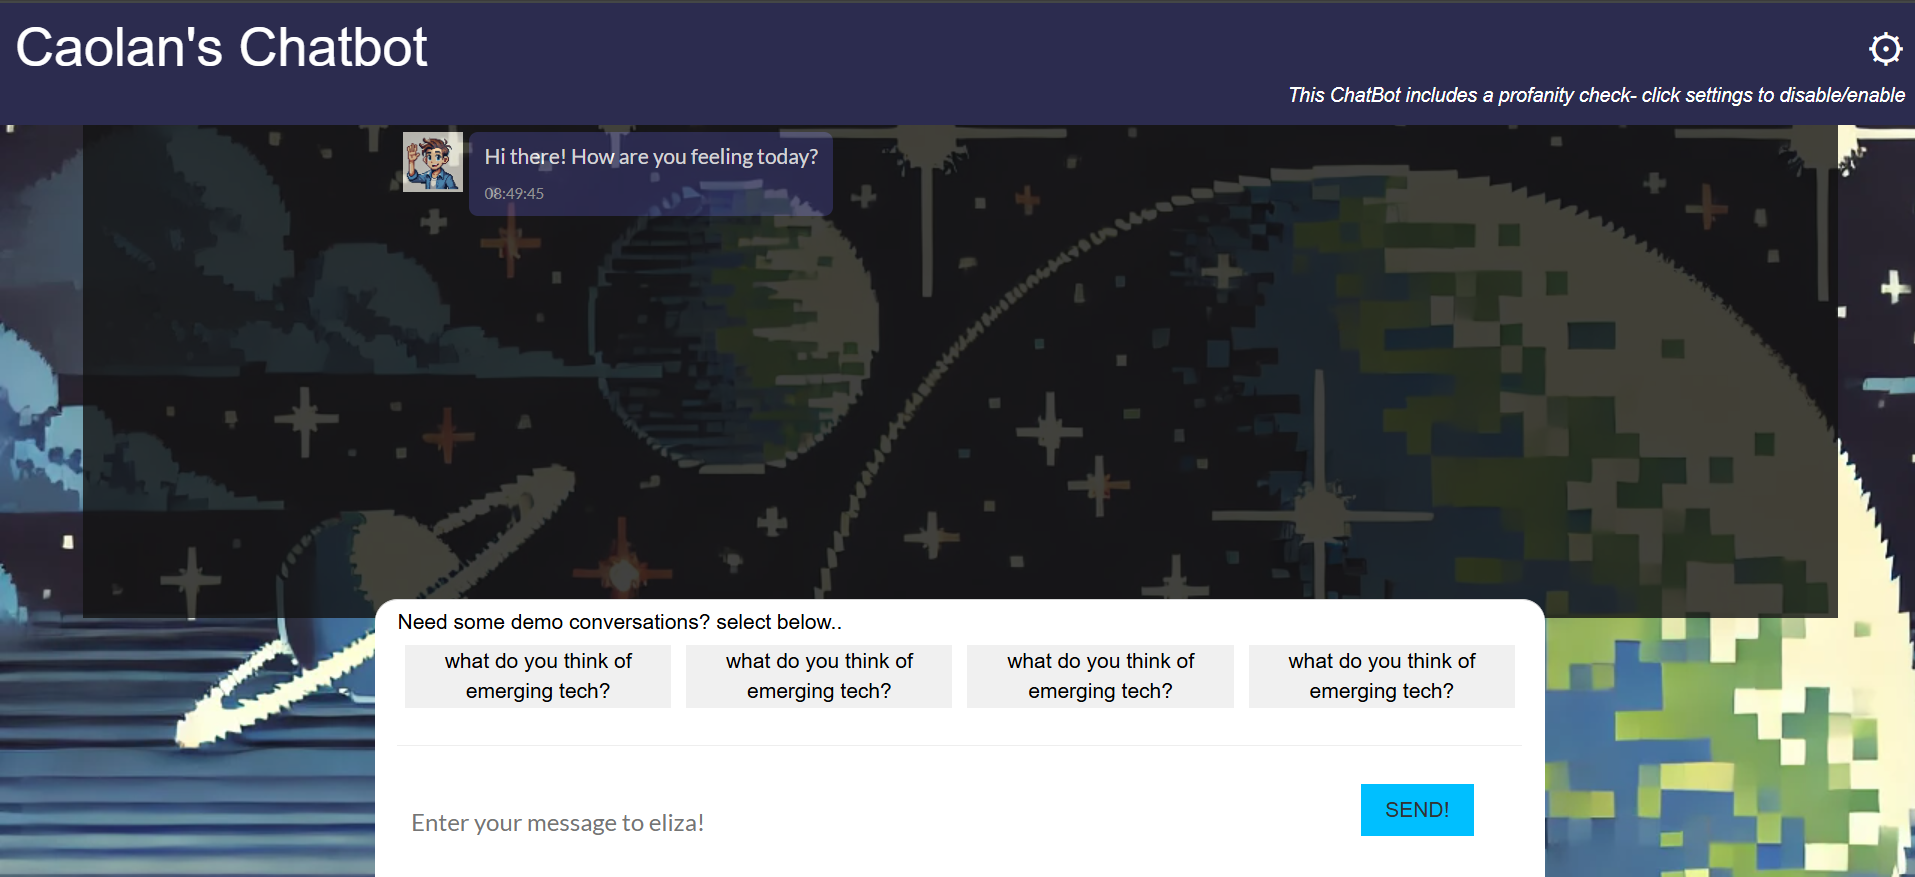 Caolan's Chatbot
This ChatBot includes a profanity check- click settings to disable/enable
Hi there! How are you feeling today?
08:49:45
Need some demo conversations? select below..
what do you think of
emerging tech?
what do you think of
emerging tech?
what do you think of
emerging tech?
what do you think of
emerging tech?
Enter your message to eliza!
SEND!